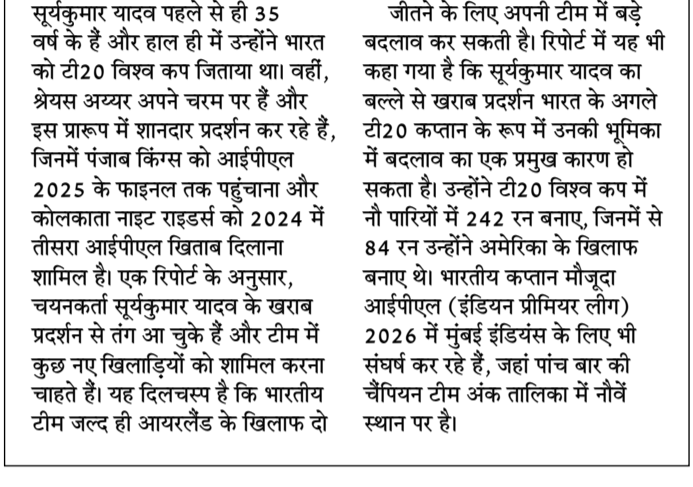 सूर्यकुमार यादव पहले से ही 35
वर्ष के हैं और हाल ही में उन्होंने भारत
को टी20 विश्व कप जिताया था। वहीं,
श्रेयस अय्यर अपने चरम पर हैं और
इस प्रारूप में शानदार प्रदर्शन कर रहे हैं,
जिनमें पंजाब किंग्स को आईपीएल
2025 के फाइनल तक पहुंचाना और
कोलकाता नाइट राइडर्स को 2024 में
तीसरा आईपीएल खिताब दिलाना
शामिल है। एक रिपोर्ट के अनुसार,
चयनकर्ता सूर्यकुमार यादव के खराब
प्रदर्शन से तंग आ चुके हैं और टीम में
कुछ नए खिलाड़ियों को शामिल करना
चाहते हैं। यह दिलचस्प है कि भारतीय
टीम जल्द ही आयरलैंड के खिलाफ दो
जीतने के लिए अपनी टीम में बड़े
बदलाव कर सकती है। रिपोर्ट में यह भी
कहा गया है कि सूर्यकुमार यादव का
बल्ले से खराब प्रदर्शन भारत के अगले
टी20 कप्तान के रूप में उनकी भूमिका
में बदलाव का एक प्रमुख कारण हो
सकता है। उन्होंने टी20 विश्व कप में
नौ पारियों में 242 रन बनाए, जिनमें से
84 रन उन्होंने अमेरिका के खिलाफ
बनाए थे। भारतीय कप्तान मौजूदा
आईपीएल (इंडियन प्रीमियर लीग)
2026 में मुंबई इंडियंस के लिए भी
संघर्ष कर रहे हैं, जहां पांच बार की
चैंपियन टीम अंक तालिका में नौवें
स्थान पर है।